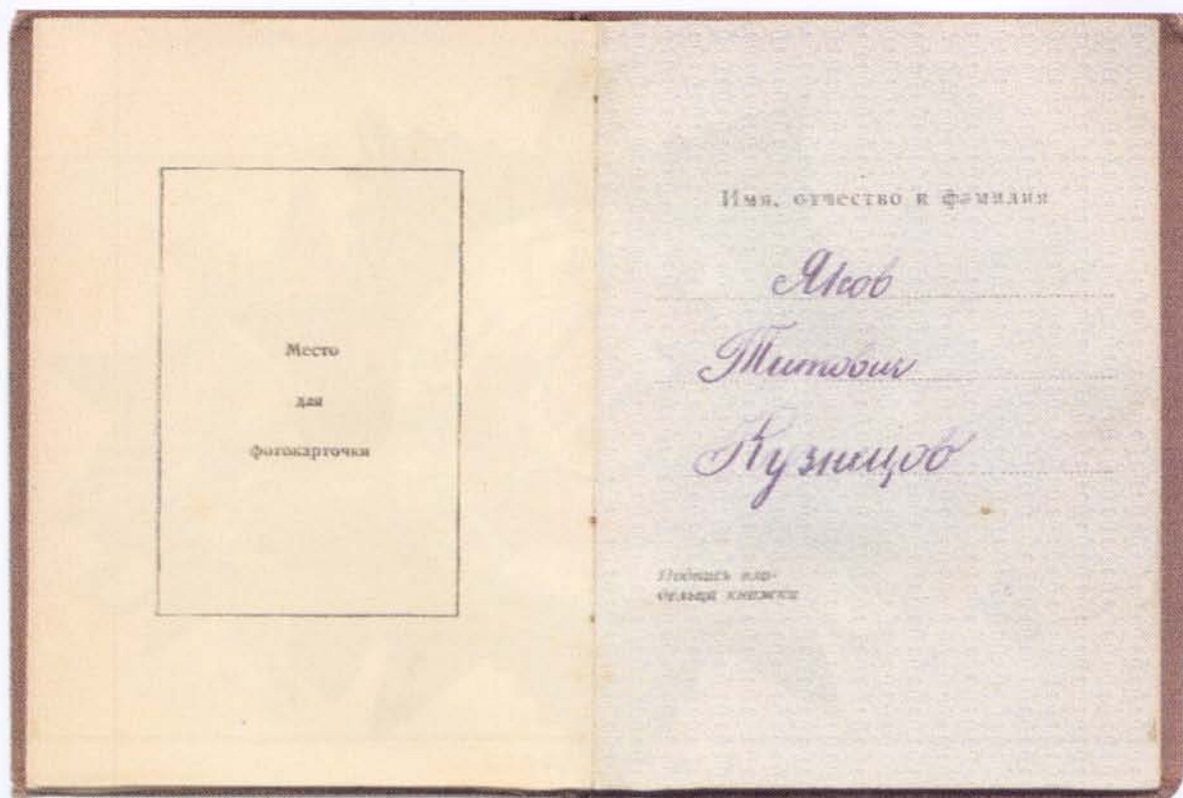 Место
для
фотокарточки
Имя, отчество и фамилия
Яков
Титович
Кузнецов
Подпись вла-
дельца книжки